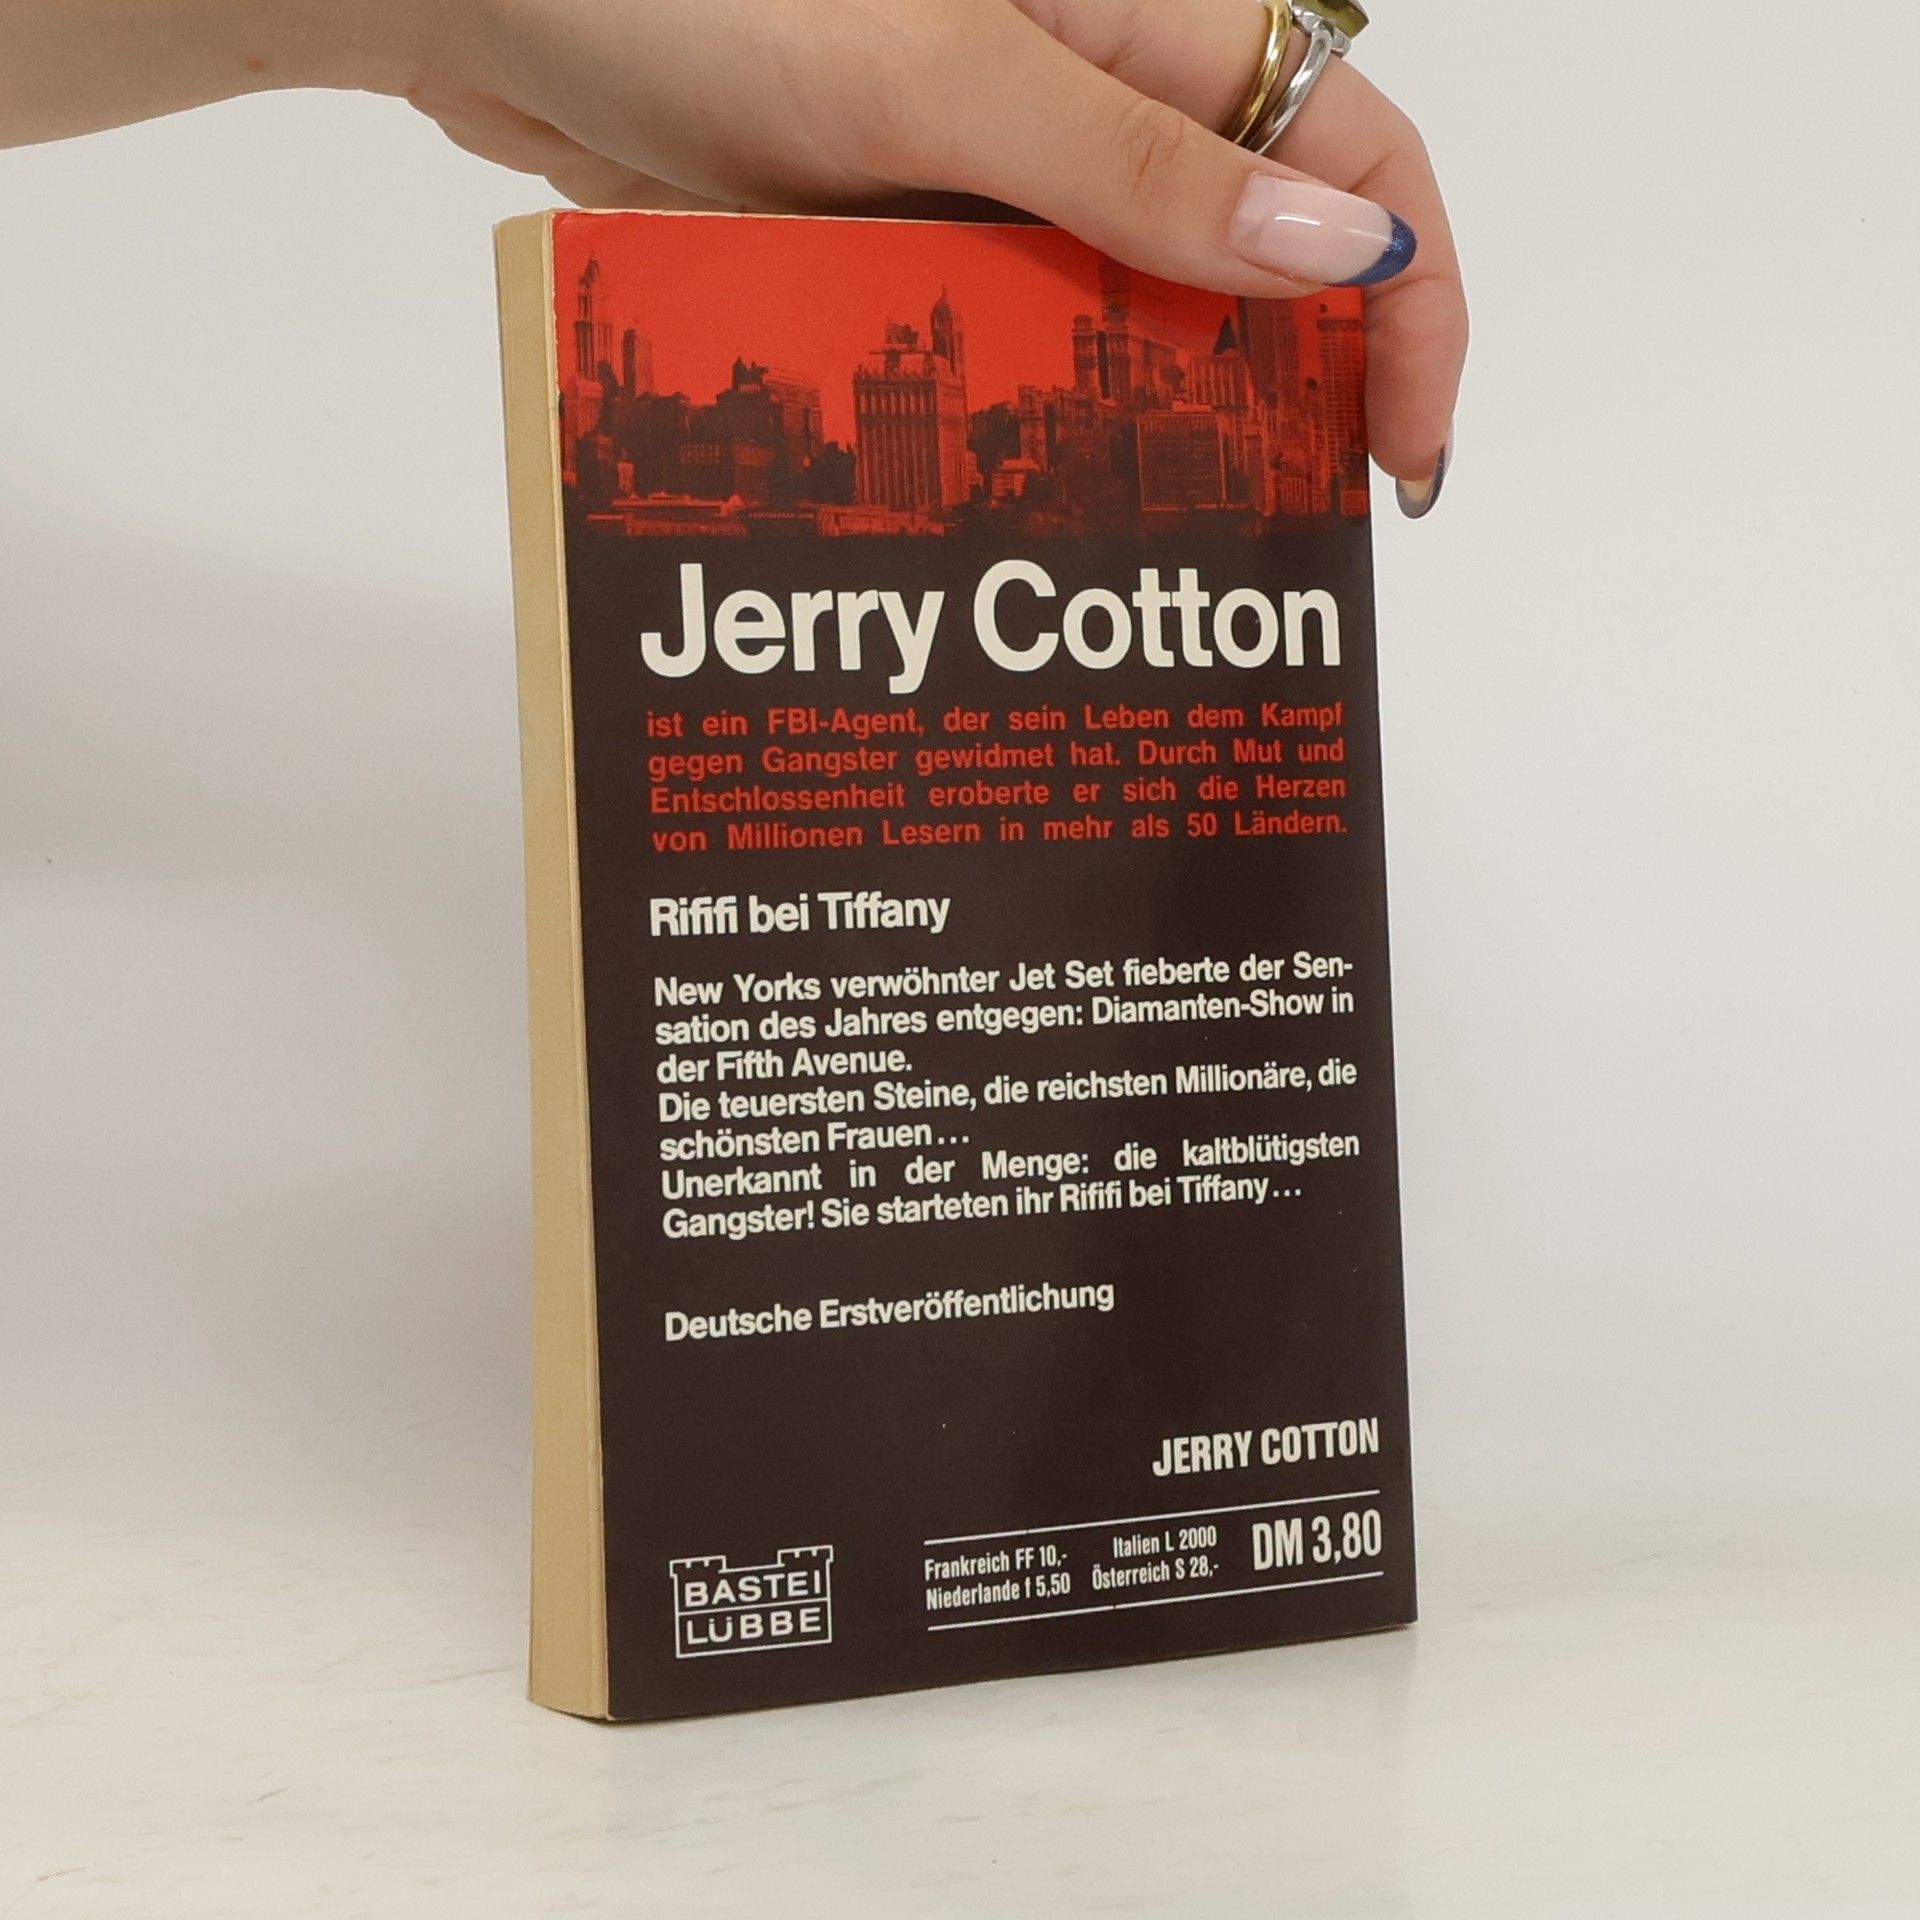 Jerry Cotton
ist ein FBI-Agent, der sein Leben dem Kampf
gegen Gangster gewidmet hat. Durch Mut und
Entschlossenheit eroberte er sich die Herzen
von Millionen Lesern in mehr als 50 Ländern.
Rififi bei Tiffany
New Yorks verwöhnter Jet Set fieberte der Sen-
sation des Jahres entgegen: Diamanten-Show in
der Fifth Avenue.
Die teuersten Steine, die reichsten Millionäre, die
schönsten Frauen...
Unerkannt in der Menge: die kaltblütigsten
Gangster! Sie starteten ihr Rififi bei Tiffany...
Deutsche Erstveröffentlichung
JERRY COTTON
Frankreich FF 10,- Italien L 2000 DM 3,80
Niederlande f 5,50 Österreich S 28,-
BASTEI
LÜBBE